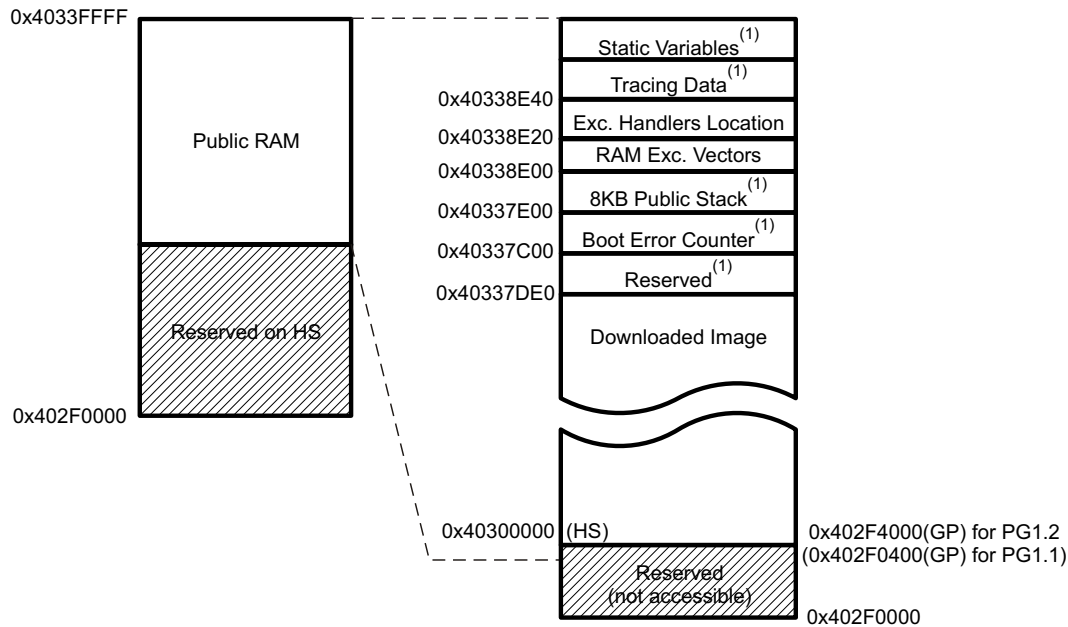 0x4033FFFF
Public RAM
Reserved on HS
0x402F0000
Static Variables(1)
Tracing Data(1)
0x40338E40
Exc. Handlers Location
0x40338E20
RAM Exc. Vectors
0x40338E00
8KB Public Stack(1)
0x40337E00
Boot Error Counter(1)
0x40337C00
Reserved(1)
0x40337DE0
Downloaded Image
0x40300000 (HS)
0x402F4000(GP) for PG1.2
(0x402F0400(GP) for PG1.1)
Reserved
(not accessible)
0x402F0000